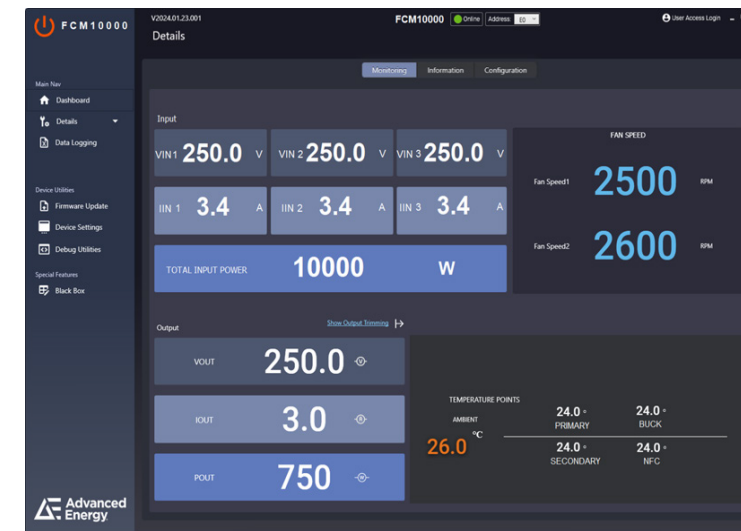 FCM10000
V2024.01.23.001
FCM10000 Online Address: E0
User Access Login
Details
Monitoring Information Configuration
Main Nav
Dashboard
Details
Data Logging
Device Utilities
Firmware Update
Device Settings
Debug Utilities
Special Features
Black Box
Input
VIN 1 250.0 V
VIN 2 250.0 V
VIN 3 250.0 V
IIN 1 3.4 A
IIN 2 3.4 A
IIN 3 3.4 A
TOTAL INPUT POWER 10000 W
FAN SPEED
Fan Speed1 2500 RPM
Fan Speed2 2600 RPM
Output
Show Output Trimming
VOUT 250.0 V
IOUT 3.0
POUT 750
TEMPERATURE POINTS
AMBIENT
°C
26.0
24.0 °
PRIMARY
24.0 °
BUCK
24.0 °
SECONDARY
24.0 °
NFC
Advanced
Energy